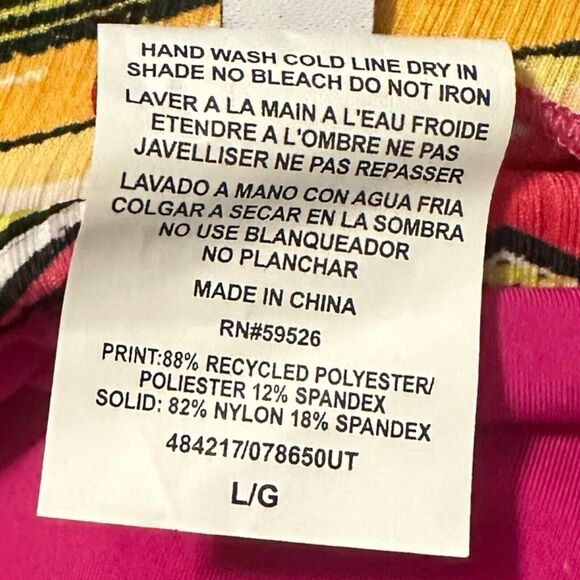 HAND WASH COLD LINE DRY IN
SHADE NO BLEACH DO NOT IRON
LAVER A LA MAIN A L'EAU FROIDE
ETENDRE A L'OMBRE NE PAS
JAVELLISER NE PAS REPASSER
LAVADO A MANO CON AGUA FRIA
COLGAR A SECAR EN LA SOMBRA
NO USE BLANQUEADOR
NO PLANCHAR
MADE IN CHINA
RN#59526
PRINT:88% RECYCLED POLYESTER/
POLIESTER 12% SPANDEX
SOLID: 82% NYLON 18% SPANDEX
484217/078650UT
L/G